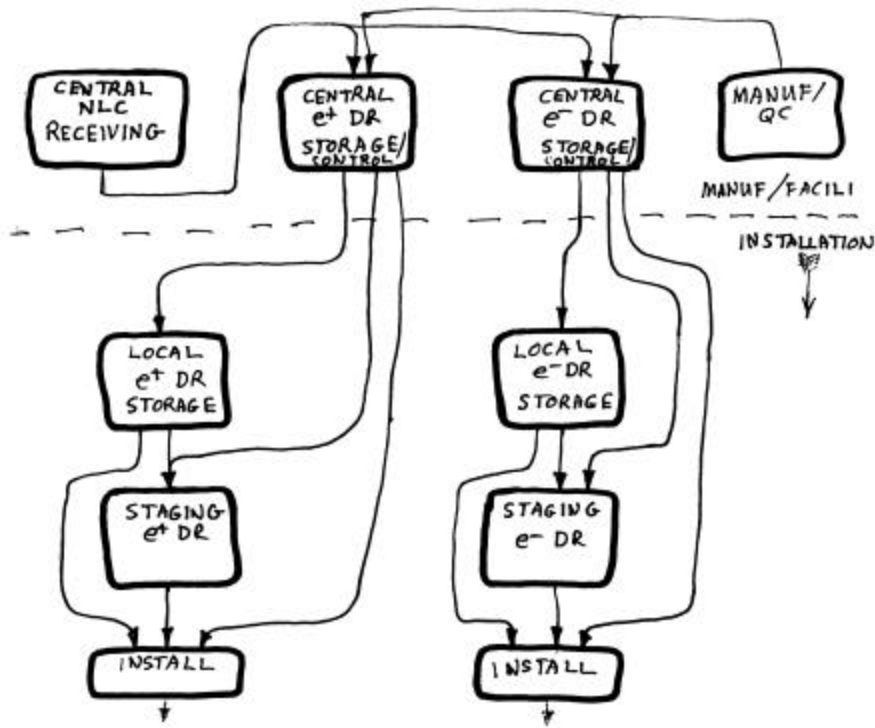 CENTRAL
NLC
RECEIVING
CENTRAL
e⁺ DR
STORAGE/
CONTROL
CENTRAL
e⁻ DR
STORAGE/
CONTROL
MANUF/
QC
MANUF/FACILI
INSTALLATION
LOCAL
e⁺ DR
STORAGE
LOCAL
e⁻ DR
STORAGE
STAGING
e⁺ DR
STAGING
e⁻ DR
INSTALL
INSTALL